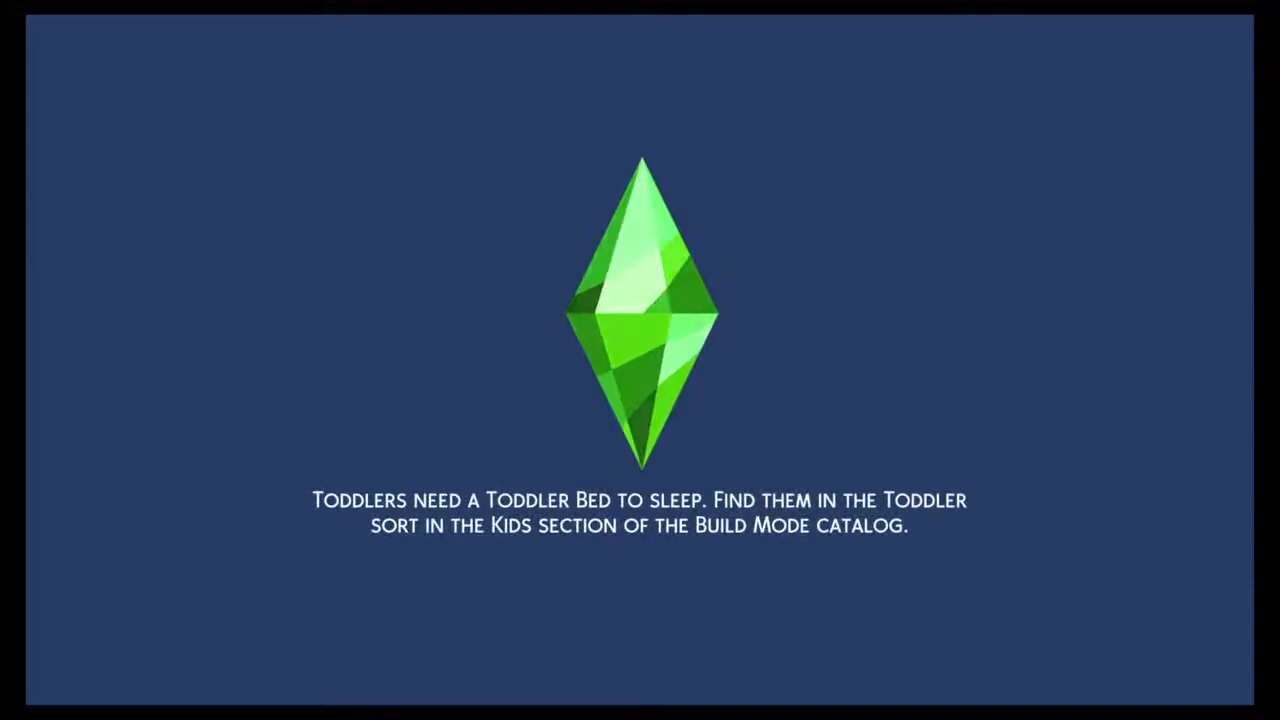 Toddlers need a Toddler Bed to sleep. Find them in the Toddler
sort in the Kids section of the Build Mode catalog.